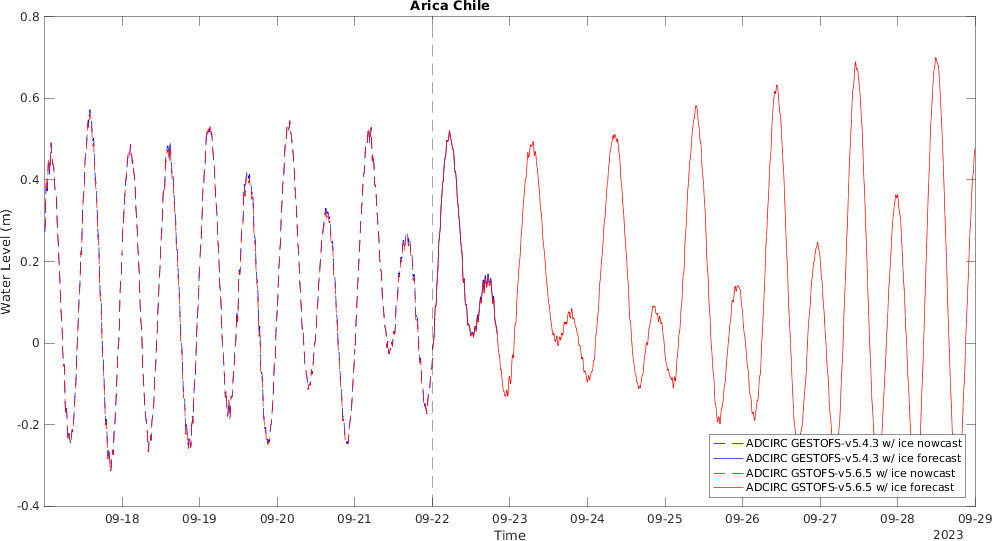 Arica Chile
0.8
0.6
0.4
0.2
0
-0.2
-0.4
Water Level (m)
09-18 09-19 09-20 09-21 09-22 09-23 09-24 09-25 09-26 09-27 09-28 09-29
Time
2023
ADCIRC GESTOFS-v5.4.3 w/ ice nowcast
ADCIRC GESTOFS-v5.4.3 w/ ice forecast
ADCIRC GSTOFS-v5.6.5 w/ ice nowcast
ADCIRC GSTOFS-v5.6.5 w/ ice forecast